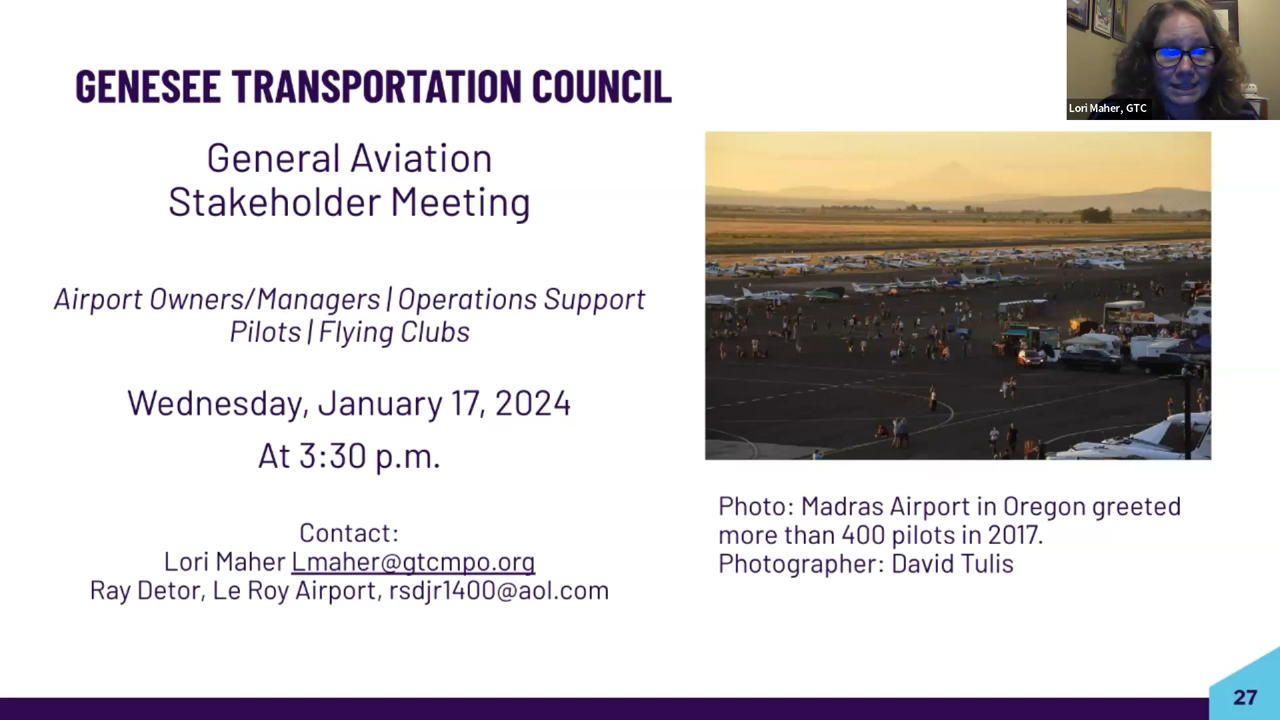 GENESEE TRANSPORTATION COUNCIL
General Aviation
Stakeholder Meeting
Airport Owners/Managers | Operations Support
Pilots | Flying Clubs
Wednesday, January 17, 2024
At 3:30 p.m.
Contact:
Lori Maher Lmaher@gtcmpo.org
Ray Detor, Le Roy Airport, rsdjr1400@aol.com
Lori Maher, GTC
Photo: Madras Airport in Oregon greeted
more than 400 pilots in 2017.
Photographer: David Tulis
27